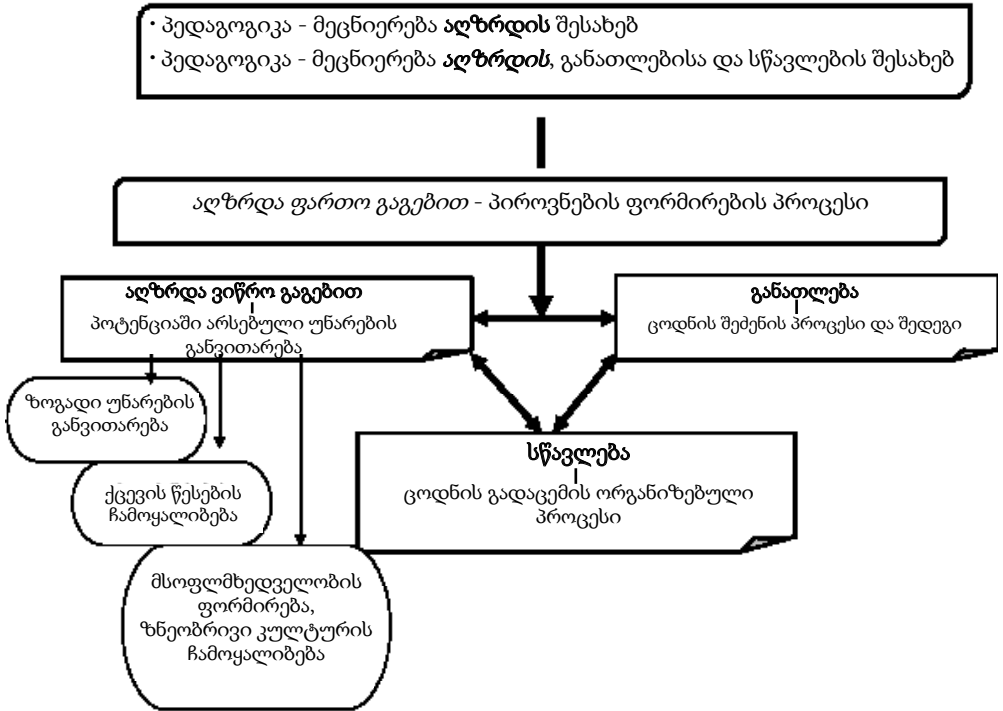 · პედაგოგიკა - მეცნიერება აღზრდის შესახებ
· პედაგოგიკა - მეცნიერება აღზრდის, განათლებისა და სწავლების შესახებ
აღზრდა ფართო გაგებით - პიროვნების ფორმირების პროცესი
აღზრდა ვიწრო გაგებით
პოტენციაში არსებული უნარების
განვითარება
განათლება
ცოდნის შეძენის პროცესი და შედეგი
ზოგადი უნარების
განვითარება
ქცევის წესების
ჩამოყალიბება
მსოფლმხედველობის
ფორმირება,
ზნეობრივი კულტურის
ჩამოყალიბება
სწავლება
ცოდნის გადაცემის ორგანიზებული
პროცესი